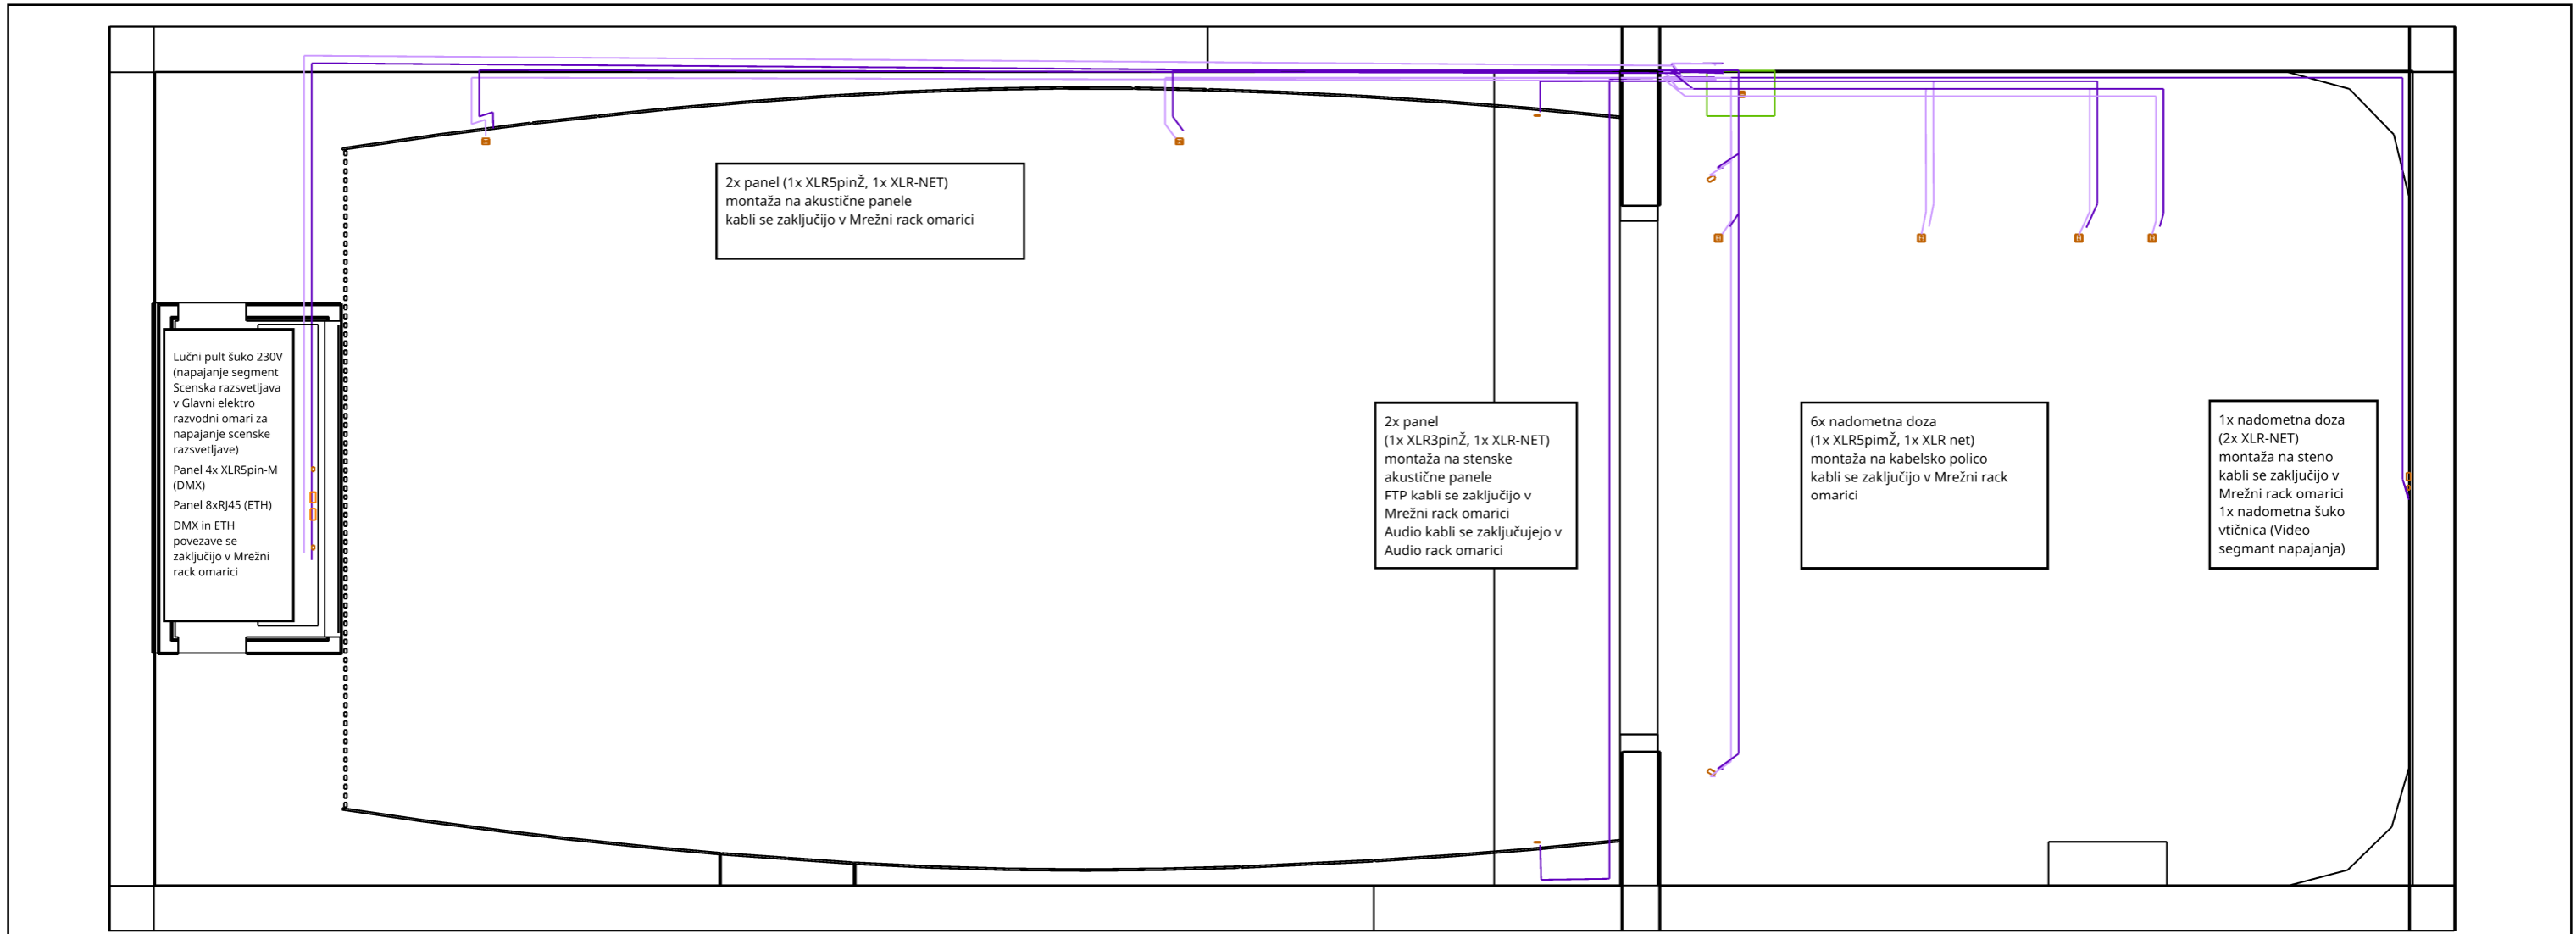 2x panel (1x XLR5pinŽ, 1x XLR-NET)
montaža na akustične panele
kabli se zaključijo v Mrežni rack omarici
Lučni pult šuko 230V
(napajanje segment
Scenska razsvetljava
v Glavni elektro
razvodni omari za
napajanje scenske
razsvetljave)
Panel 4x XLR5pin-M
(DMX)
Panel 8xRJ45 (ETH)
DMX in ETH
povezave se
zaključijo v Mrežni
rack omarici
2x panel
(1x XLR3pinŽ, 1x XLR-NET)
montaža na stenske
akustične panele
FTP kabli se zaključijo v
Mrežni rack omarici
Audio kabli se zaključujejo v
Audio rack omarici
6x nadometna doza
(1x XLR5pimŽ, 1x XLR net)
montaža na kabelsko polico
kabli se zaključijo v Mrežni rack
omarici
1x nadometna doza
(2x XLR-NET)
montaža na steno
kabli se zaključijo v
Mrežni rack omarici
1x nadometna šuko
vtičnica (Video
segmant napajanja)